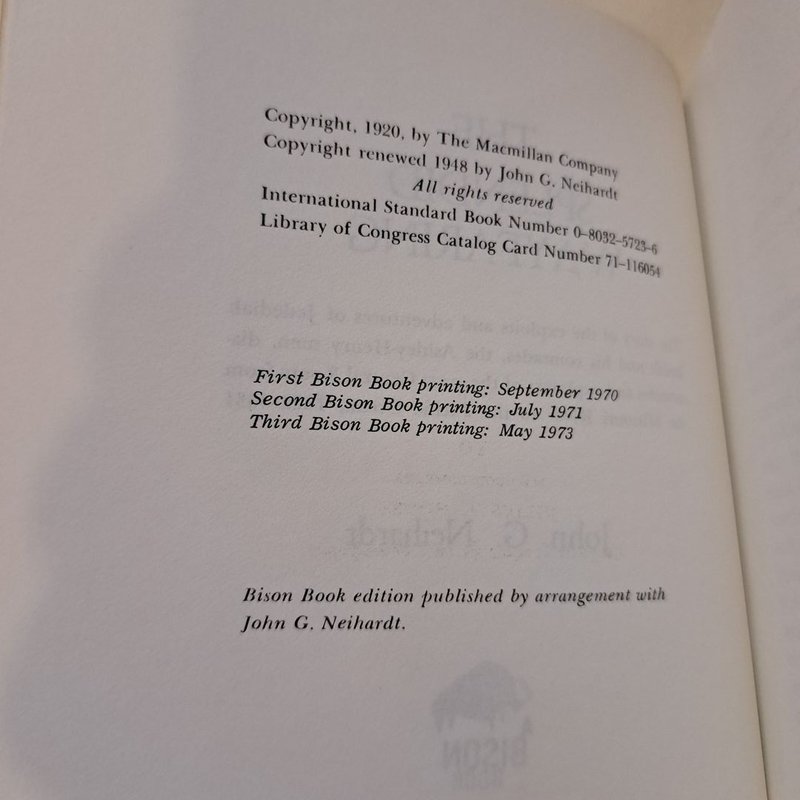 Copyright, 1920, by The Macmillan Company
Copyright renewed 1948 by John G. Neihardt
All rights reserved
International Standard Book Number 0–8032–5723–6
Library of Congress Catalog Card Number 71–116054
First Bison Book printing: September 1970
Second Bison Book printing: July 1971
Third Bison Book printing: May 1973
Bison Book edition published by arrangement with
John G. Neihardt.